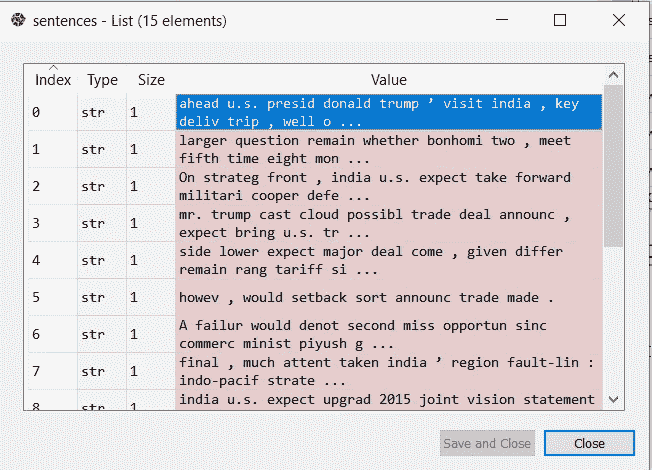 sentences - List (15 elements)
Index Type Size Value
0 str 1 ahead u.s. presid donald trump ’ visit india , key
deliv trip , well o ...
1 str 1 larger question remain whether bonhomi two , meet
fifth time eight mon ...
2 str 1 On strateg front , india u.s. expect take forward
militari cooper defe ...
3 str 1 mr. trump cast cloud possibl trade deal announc ,
expect bring u.s. tr ...
4 str 1 side lower expect major deal come , given differ
remain rang tariff si ...
5 str 1 howev , would setback sort announc trade made .
6 str 1 A failur would denot second miss opportun sinc
commerc minist piyush g ...
7 str 1 final , much attent taken india ’ region fault-lin :
indo-pacif strate ...
8 str 1 india u.s. expect upgrad 2015 joint vision statement
Save and Close Close